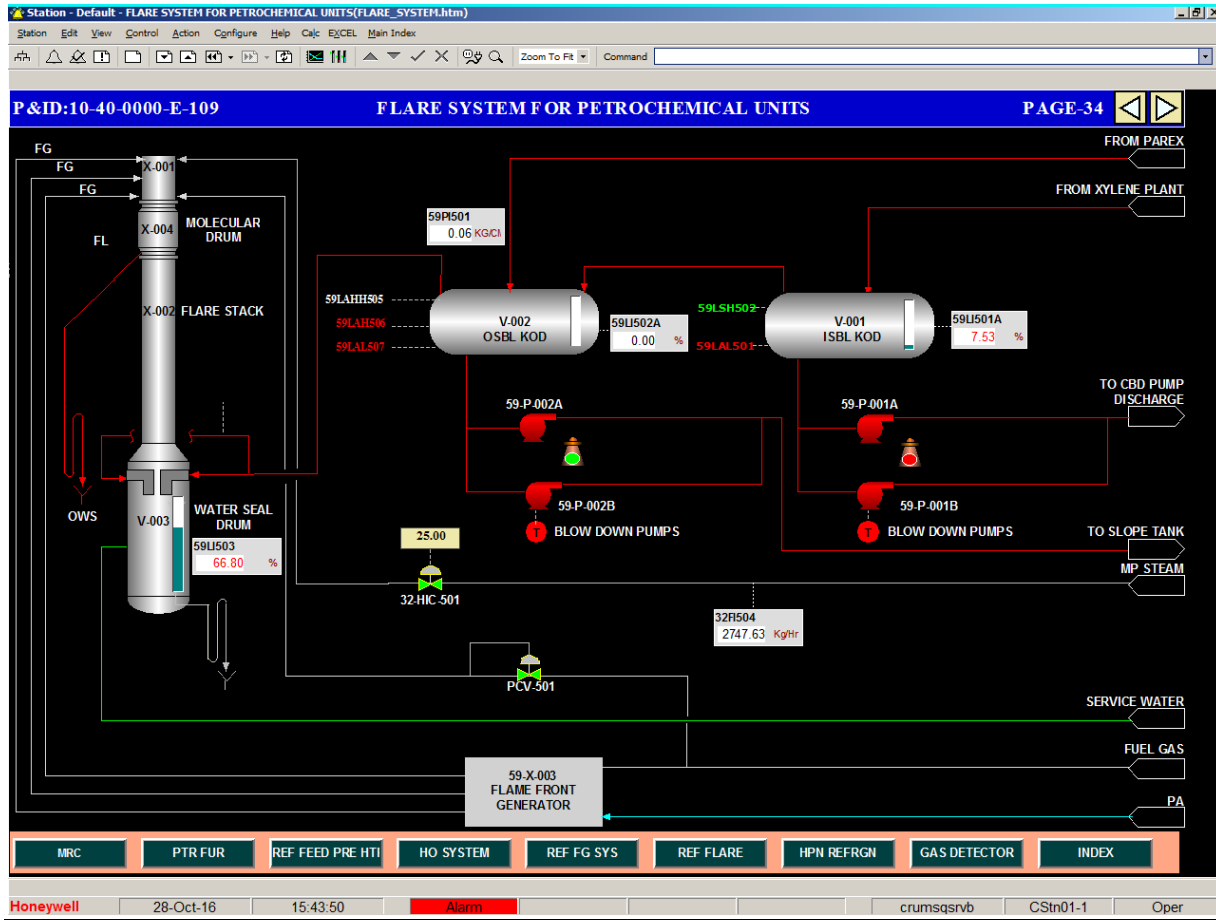 Station - Default - FLARE SYSTEM FOR PETROCHEMICAL UNITS(FLARE_SYSTEM.htm)
Station Edit View Control Action Configure Help Calc EXCEL Main Index
Zoom To Fit Command
P&ID:10-40-0000-E-109 FLARE SYSTEM FOR PETROCHEMICAL UNITS PAGE-34
FROM PAREX
FG
FG
FG
X-001
FROM XYLENE PLANT
59PI501
0.06 KG/CM
MOLECULAR
DRUM
X-004
FL
59LAHH505
59LAH506
59LAL507
V-002
OSBL KOD
59LI502A
0.00 %
59LSH502
59LAL501
V-001
ISBL KOD
59LI501A
7.53 %
X-002 FLARE STACK
TO CBD PUMP
DISCHARGE
59-P-002A
59-P-001A
59-P-002B
T BLOW DOWN PUMPS
59-P-001B
T BLOW DOWN PUMPS
TO SLOPE TANK
OWS
V-003
WATER SEAL
DRUM
59LI503
66.80 %
25.00
32-HIC-501
MP STEAM
32FI504
2747.63 Kg/Hr
PCV-501
SERVICE WATER
FUEL GAS
59-X-003
FLAME FRONT
GENERATOR
PA
MRC PTR FUR REF FEED PRE HTI HO SYSTEM REF FG SYS REF FLARE HPN REFRGN GAS DETECTOR INDEX
Honeywell 28-Oct-16 15:43:50 Alarm crumsqsrvb CStn01-1 Oper